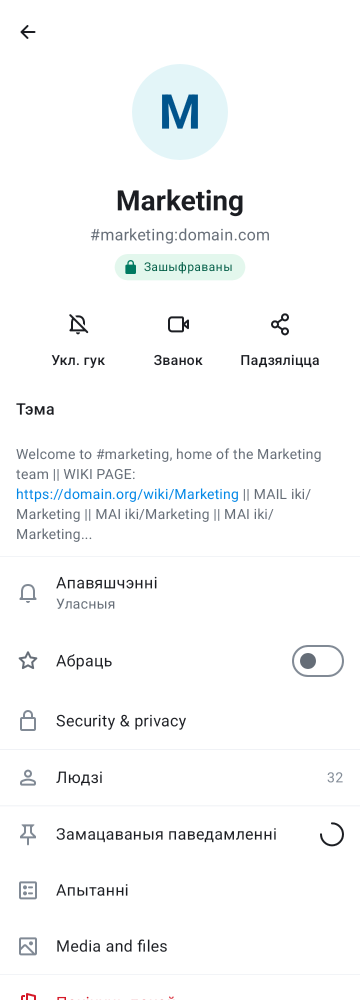 M
Marketing
#marketing:domain.com
Зашыфраваны
Укл. гук
Званок
Падзяліцца
Тэма
Welcome to #marketing, home of the Marketing
team || WIKI PAGE:
https://domain.org/wiki/Marketing || MAIL iki/
Marketing || MAI iki/Marketing || MAI iki/
Marketing...
Апавяшчэнні
Уласныя
Абраць
Security & privacy
Людзі
32
Замацаваныя паведамленні
Апытанні
Media and files